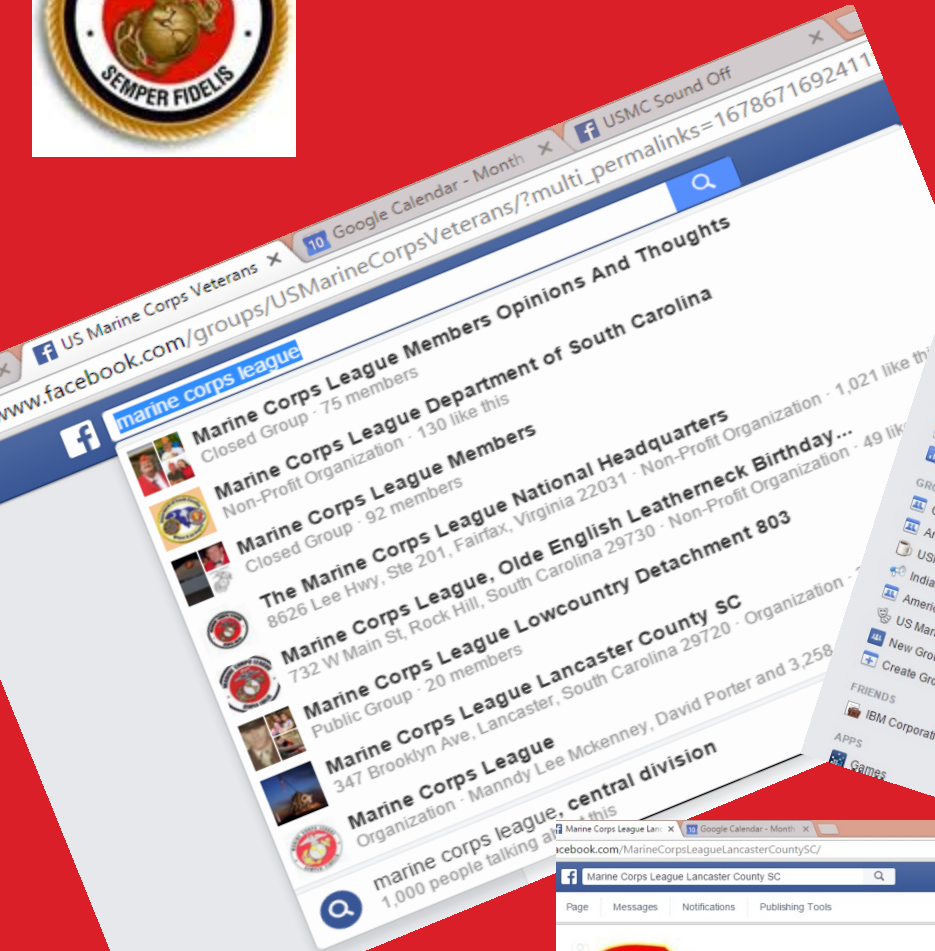 SEMPER FIDELIS
US Marine Corps Veterans
Google Calendar - Month
USMC Sound Off
www.facebook.com/groups/USMarineCorpsVeterans/?multi_permalinks=1678671692411
marine corps league
Marine Corps League Members Opinions And Thoughts
Closed Group · 75 members
Marine Corps League Department of South Carolina
Non-Profit Organization · 130 like this
Marine Corps League Members
Closed Group · 92 members
The Marine Corps League National Headquarters
8626 Lee Hwy, Ste 201, Fairfax, Virginia 22031 · Non-Profit Organization · 1,021 like
Marine Corps League, Olde English Leatherneck Birthday...
732 W Main St, Rock Hill, South Carolina 29730 · Non-Profit Organization · 49
Marine Corps League Lowcountry Detachment 803
Public Group · 20 members
Marine Corps League Lancaster County SC
347 Brooklyn Ave, Lancaster, South Carolina 29720 · Organization ·
Marine Corps League
Organization · Manndy Lee Mckenney, David Porter and 3,258
marine corps league, central division
1,000 people talking this
New
Create
FRIENDS
IBM
APPS
Games
Marine Corps League
Google Calendar - Month
acebook.com/MarineCorpsLeagueLancasterCountySC/
Marine Corps League Lancaster County SC
Page Messages Notifications Publishing Tools